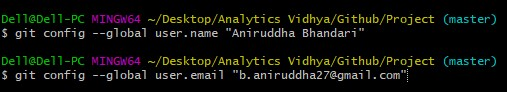 Dell@Dell-PC MINGW64 ~/Desktop/Analytics Vidhya/Github/Project (master)
$ git config --global user.name "Aniruddha Bhandari"
Dell@Dell-PC MINGW64 ~/Desktop/Analytics Vidhya/Github/Project (master)
$ git config --global user.email "b.aniruddha27@gmail.com"